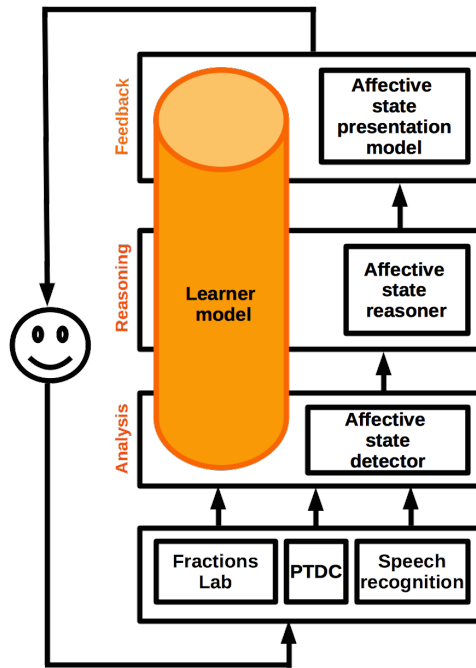 Feedback
Affective
state
presentation
model
Reasoning
Learner
model
Affective
state
reasoner
Analysis
Affective
state
detector
Fractions
Lab
PTDC
Speech
recognition